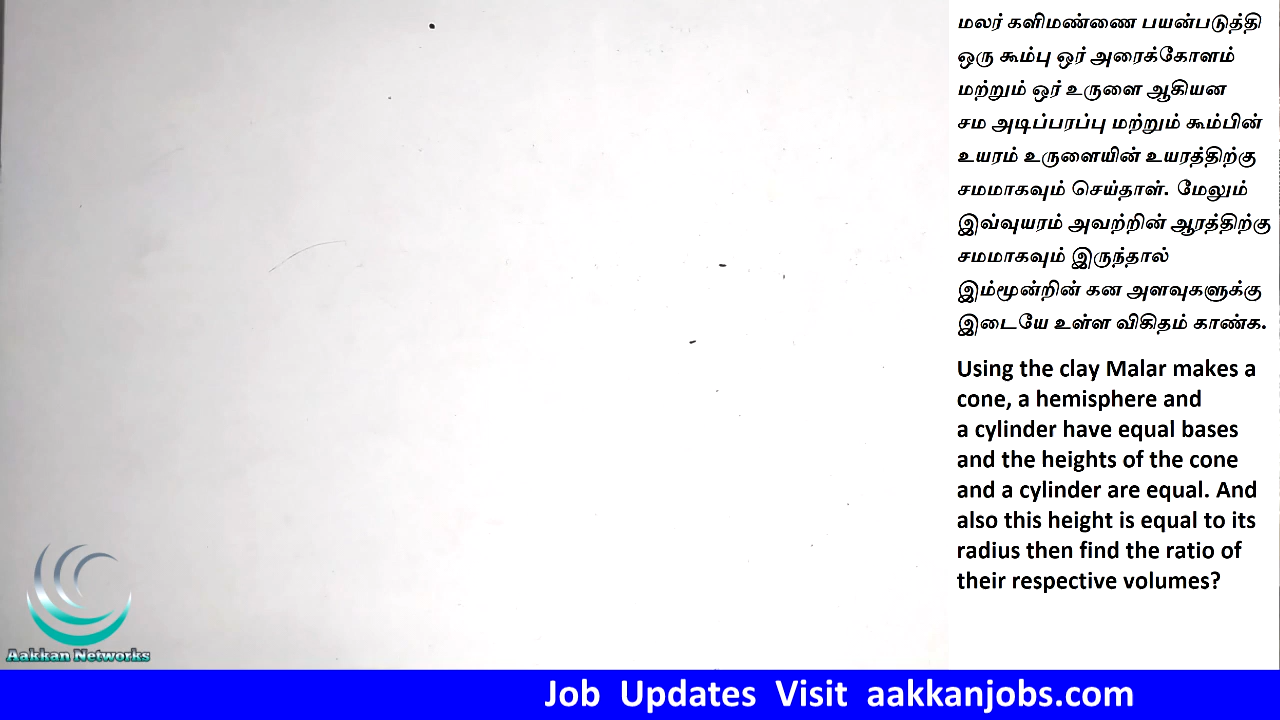 மலர் களிமண்ணை பயன்படுத்தி
ஒரு கூம்பு ஓர் அரைக்கோளம்
மற்றும் ஓர் உருளை ஆகியன
சம அடிப்பரப்பு மற்றும் கூம்பின்
உயரம் உருளையின் உயரத்திற்கு
சமமாகவும் செய்தாள். மேலும்
இவ்வுயரம் அவற்றின் ஆரத்திற்கு
சமமாகவும் இருந்தால்
இம்மூன்றின் கன அளவுகளுக்கு
இடையே உள்ள விகிதம் காண்க.
Using the clay Malar makes a
cone, a hemisphere and
a cylinder have equal bases
and the heights of the cone
and a cylinder are equal. And
also this height is equal to its
radius then find the ratio of
their respective volumes?
Aakkan Networks
Job Updates Visit aakkanjobs.com